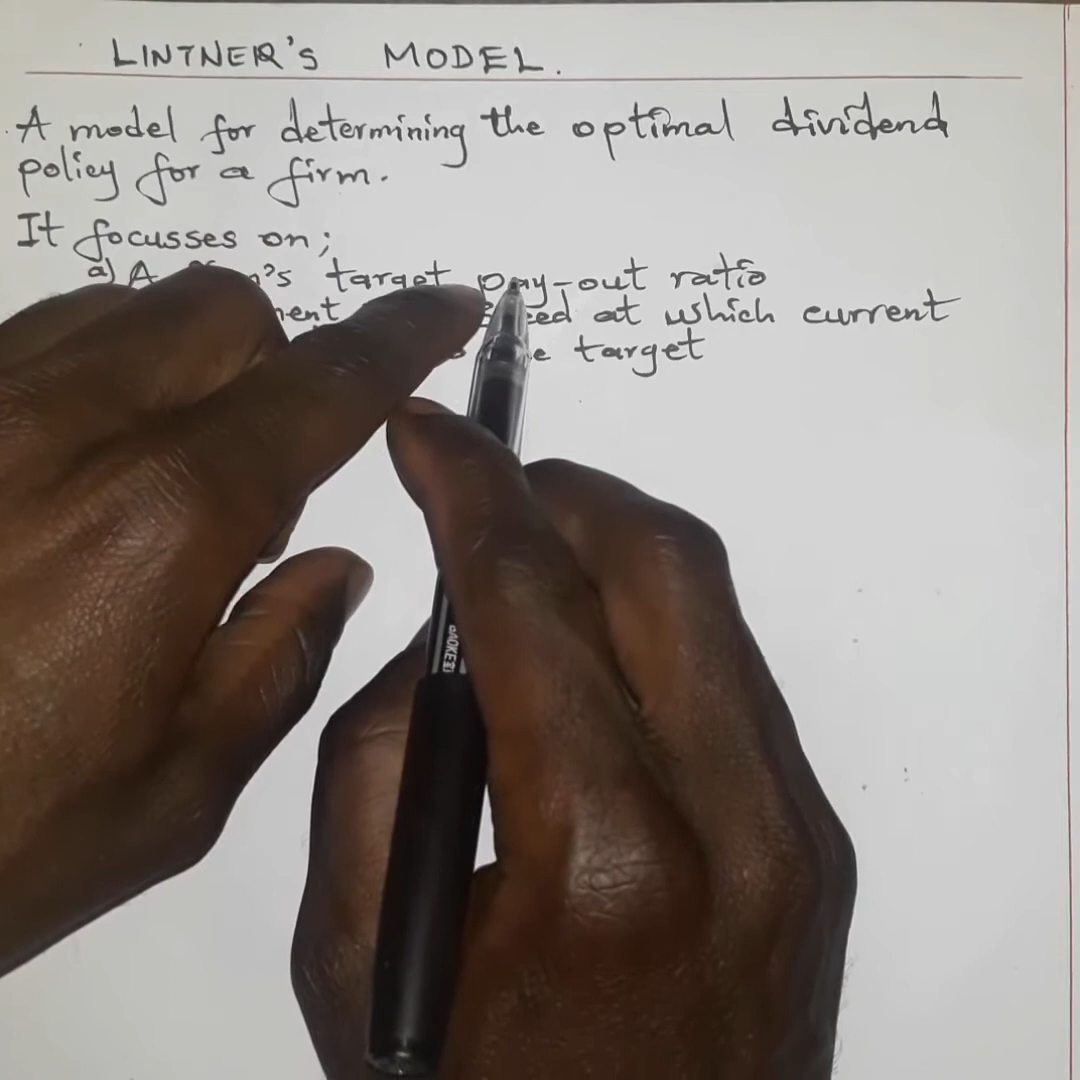 LINTNER'S MODEL.
A model for determining the optimal dividend
policy for a firm.
It focusses on;
a) A target pay-out ratio
at which current
target